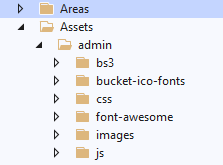 Areas
Assets
admin
bs3
bucket-ico-fonts
css
font-awesome
images
js